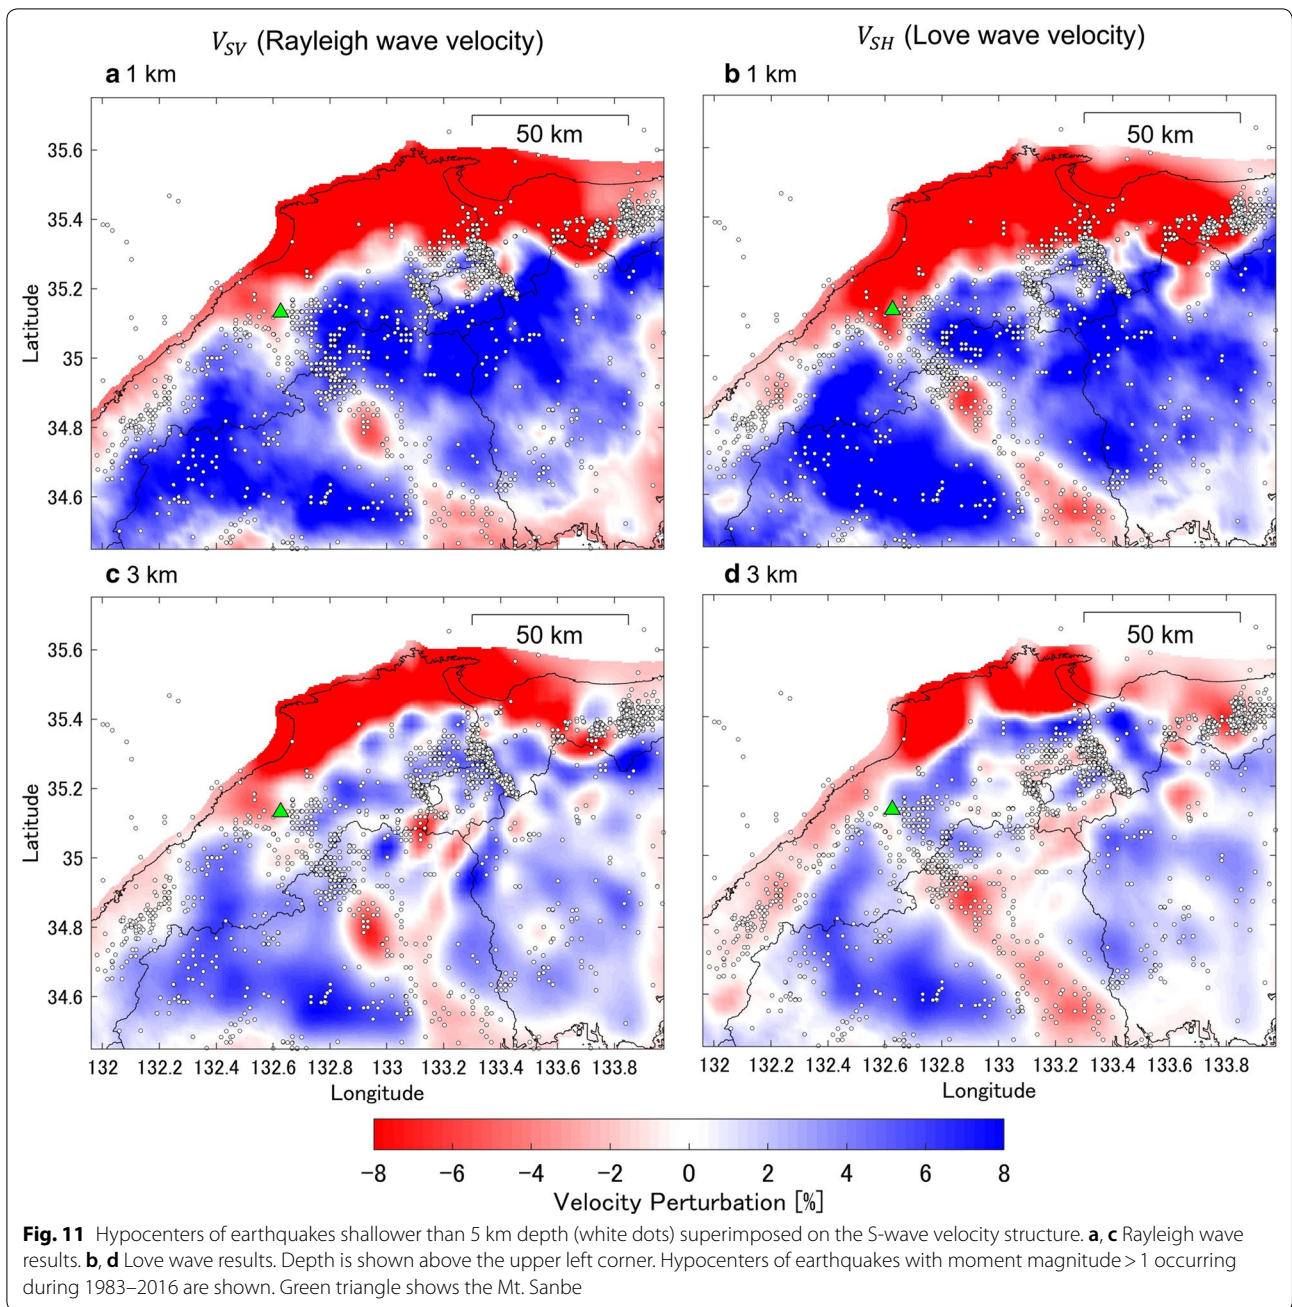 V_SV (Rayleigh wave velocity)
V_SH (Love wave velocity)
a 1 km
b 1 km
50 km
50 km
35.6
35.4
35.2
35
34.8
34.6
Latitude
c 3 km
d 3 km
50 km
50 km
35.6
35.4
35.2
35
34.8
34.6
Latitude
132 132.2 132.4 132.6 132.8 133 133.2 133.4 133.6 133.8
132 132.2 132.4 132.6 132.8 133 133.2 133.4 133.6 133.8
Longitude
Longitude
−8 −6 −4 −2 0 2 4 6 8
Velocity Perturbation [%]
Fig. 11 Hypocenters of earthquakes shallower than 5 km depth (white dots) superimposed on the S-wave velocity structure. a, c Rayleigh wave
results. b, d Love wave results. Depth is shown above the upper left corner. Hypocenters of earthquakes with moment magnitude > 1 occurring
during 1983–2016 are shown. Green triangle shows the Mt. Sanbe